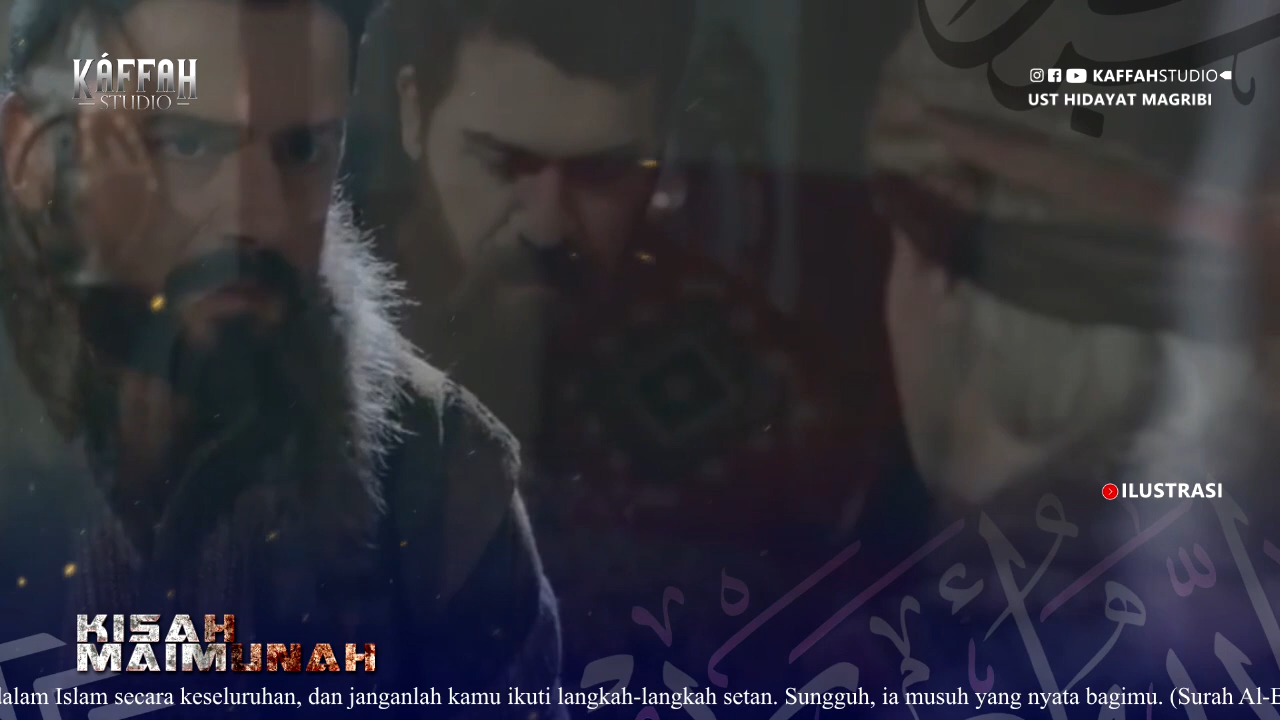 KÁFFAH
STUDIO
KAFFAHSTUDIO
UST HIDAYAT MAGRIBI
ILUSTRASI
KISAH
MAIMUNAH
dalam Islam secara keseluruhan, dan janganlah kamu ikuti langkah-langkah setan. Sungguh, ia musuh yang nyata bagimu. (Surah Al-